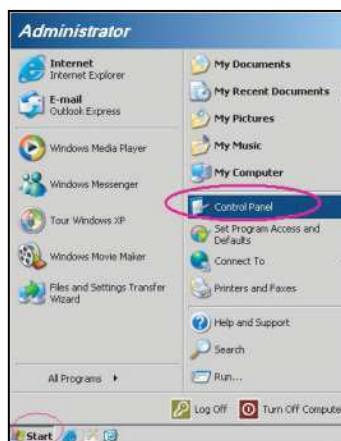 Administrator
Internet
Internet Explorer
E-mail
Outlook Express
Windows Media Player
Windows Messenger
Tour Windows XP
Windows Movie Maker
Files and Settings Transfer
Wizard
All Programs
My Documents
My Recent Documents
My Pictures
My Music
My Computer
Control Panel
Set Program Access and
Defaults
Connect To
Printers and Faxes
Help and Support
Search
Run...
Log Off
Turn Off Compute
Start